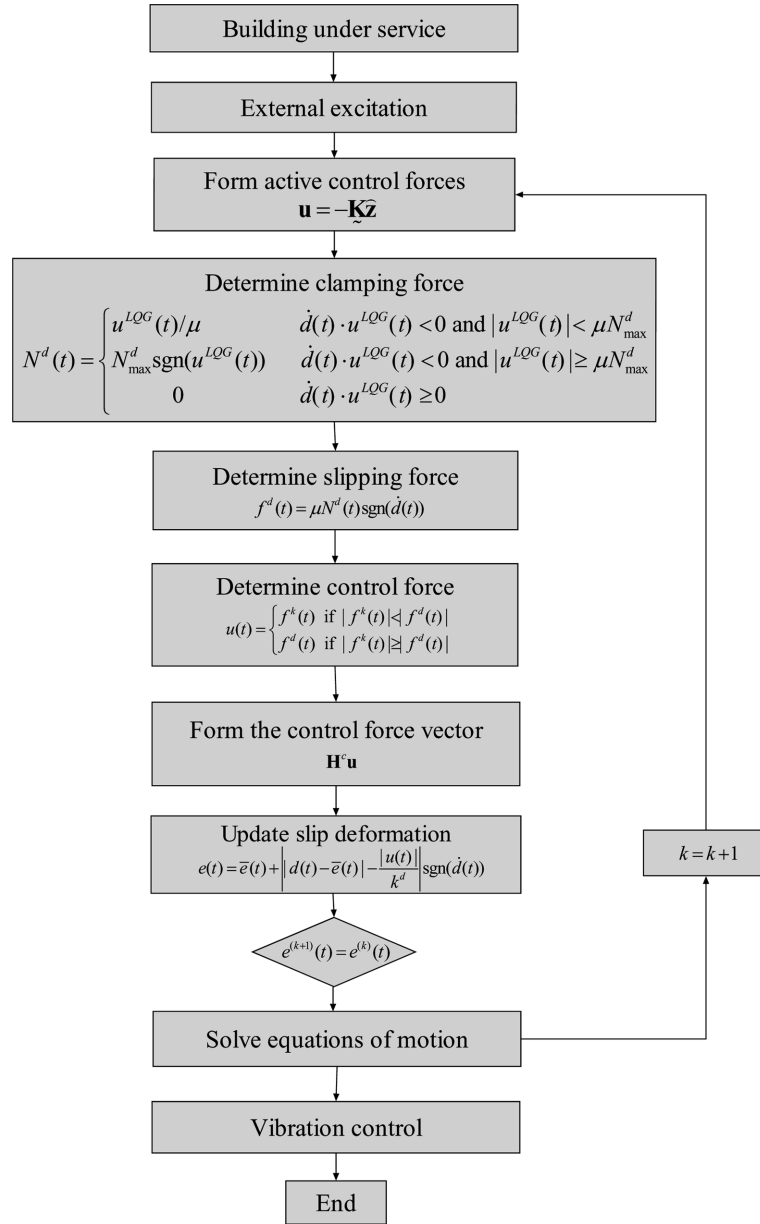 Building under service
External excitation
Form active control forces
𝐮 = −𝐊̰𝐳̂
Determine clamping force
N^d(t) = { u^{LQG}(t)/μ    ḋ(t)·u^{LQG}(t) < 0 and |u^{LQG}(t)| < μN^d_max
N^d_max sgn(u^{LQG}(t))    ḋ(t)·u^{LQG}(t) < 0 and |u^{LQG}(t)| ≥ μN^d_max
0    ḋ(t)·u^{LQG}(t) ≥ 0
Determine slipping force
f^d(t) = μN^d(t)sgn(ḋ(t))
Determine control force
u(t) = { f^k(t) if | f^k(t)|<| f^d(t)|
f^d(t) if | f^k(t)|≥| f^d(t)|
Form the control force vector
𝐇^c𝐮
Update slip deformation
e(t) = e̅(t) + || d(t) − e̅(t)| − |u(t)|/k^d| sgn(ḋ(t))
k = k+1
e^{(k+1)}(t) = e^{(k)}(t)
Solve equations of motion
Vibration control
End